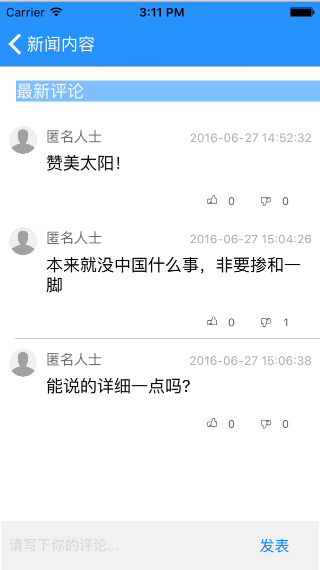 Carrier 3:11 PM
新闻内容
最新评论
匿名人士 2016-06-27 14:52:32
赞美太阳！
0 0
匿名人士 2016-06-27 15:04:26
本来就没中国什么事，非要掺和一
脚
0 1
匿名人士 2016-06-27 15:06:38
能说的详细一点吗？
0 0
请写下你的评论... 发表